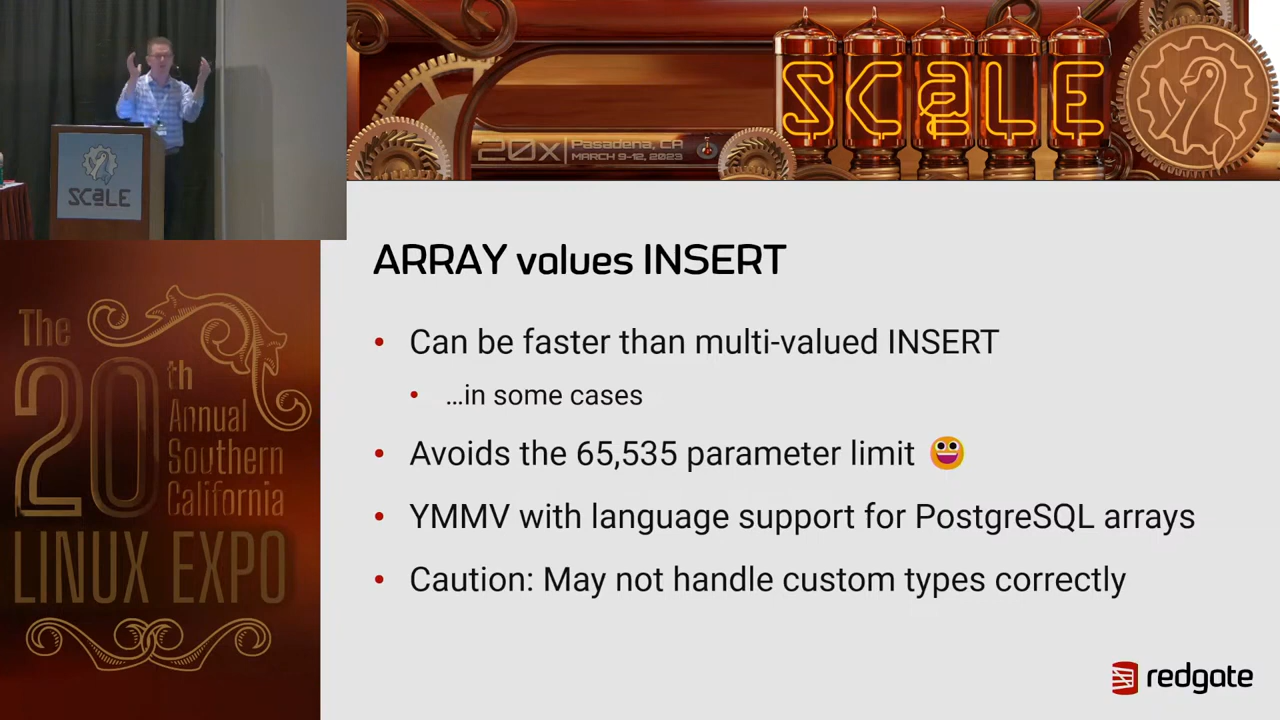 SCaLE
20x
Pasadena, CA
MARCH 9-12, 2023
SCaLE
The
20th
Annual
Southern
California
LINUX EXPO
ARRAY values INSERT
• Can be faster than multi-valued INSERT
• ...in some cases
• Avoids the 65,535 parameter limit 😀
• YMMV with language support for PostgreSQL arrays
• Caution: May not handle custom types correctly
redgate